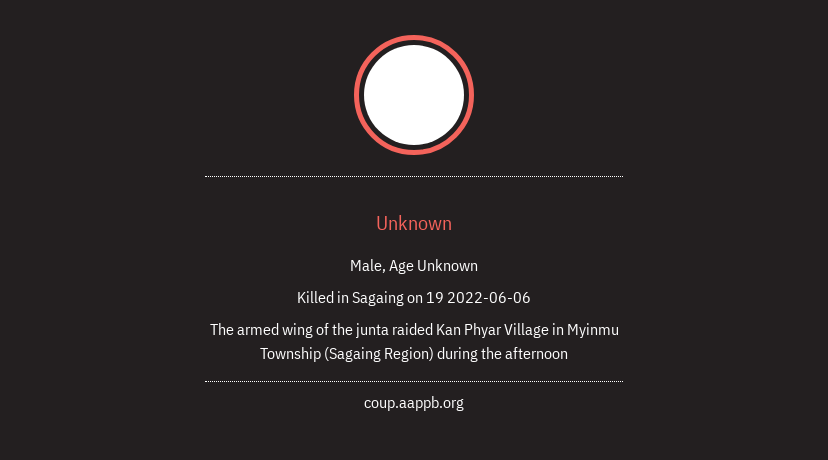 Unknown
Male, Age Unknown
Killed in Sagaing on 19 2022-06-06
The armed wing of the junta raided Kan Phyar Village in Myinmu
Township (Sagaing Region) during the afternoon
coup.aappb.org